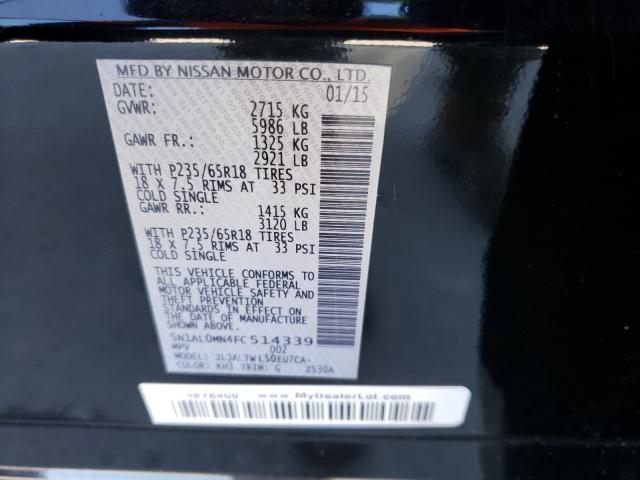 MFD BY NISSAN MOTOR CO., LTD.
DATE: 01/15
GVWR: 2715 KG
5986 LB
GAWR FR.: 1325 KG
2921 LB
WITH P235/65R18 TIRES
18 X 7.5 RIMS AT 33 PSI
COLD SINGLE
GAWR RR.: 1415 KG
3120 LB
WITH P235/65R18 TIRES
18 X 7.5 RIMS AT 33 PSI
COLD SINGLE
THIS VEHICLE CONFORMS TO
ALL APPLICABLE FEDERAL
MOTOR VEHICLE SAFETY AND
THEFT PREVENTION
STANDARDS IN EFFECT ON
THE DATE OF MANUFACTURE
SHOWN ABOVE.
5N1AL0MN4FC514339
MPV 002
MODEL: JLJALTWL50EU7CA-
COLOR: KH3 TRIM: G 2S30A
4676459 www.MyDealerLot.com